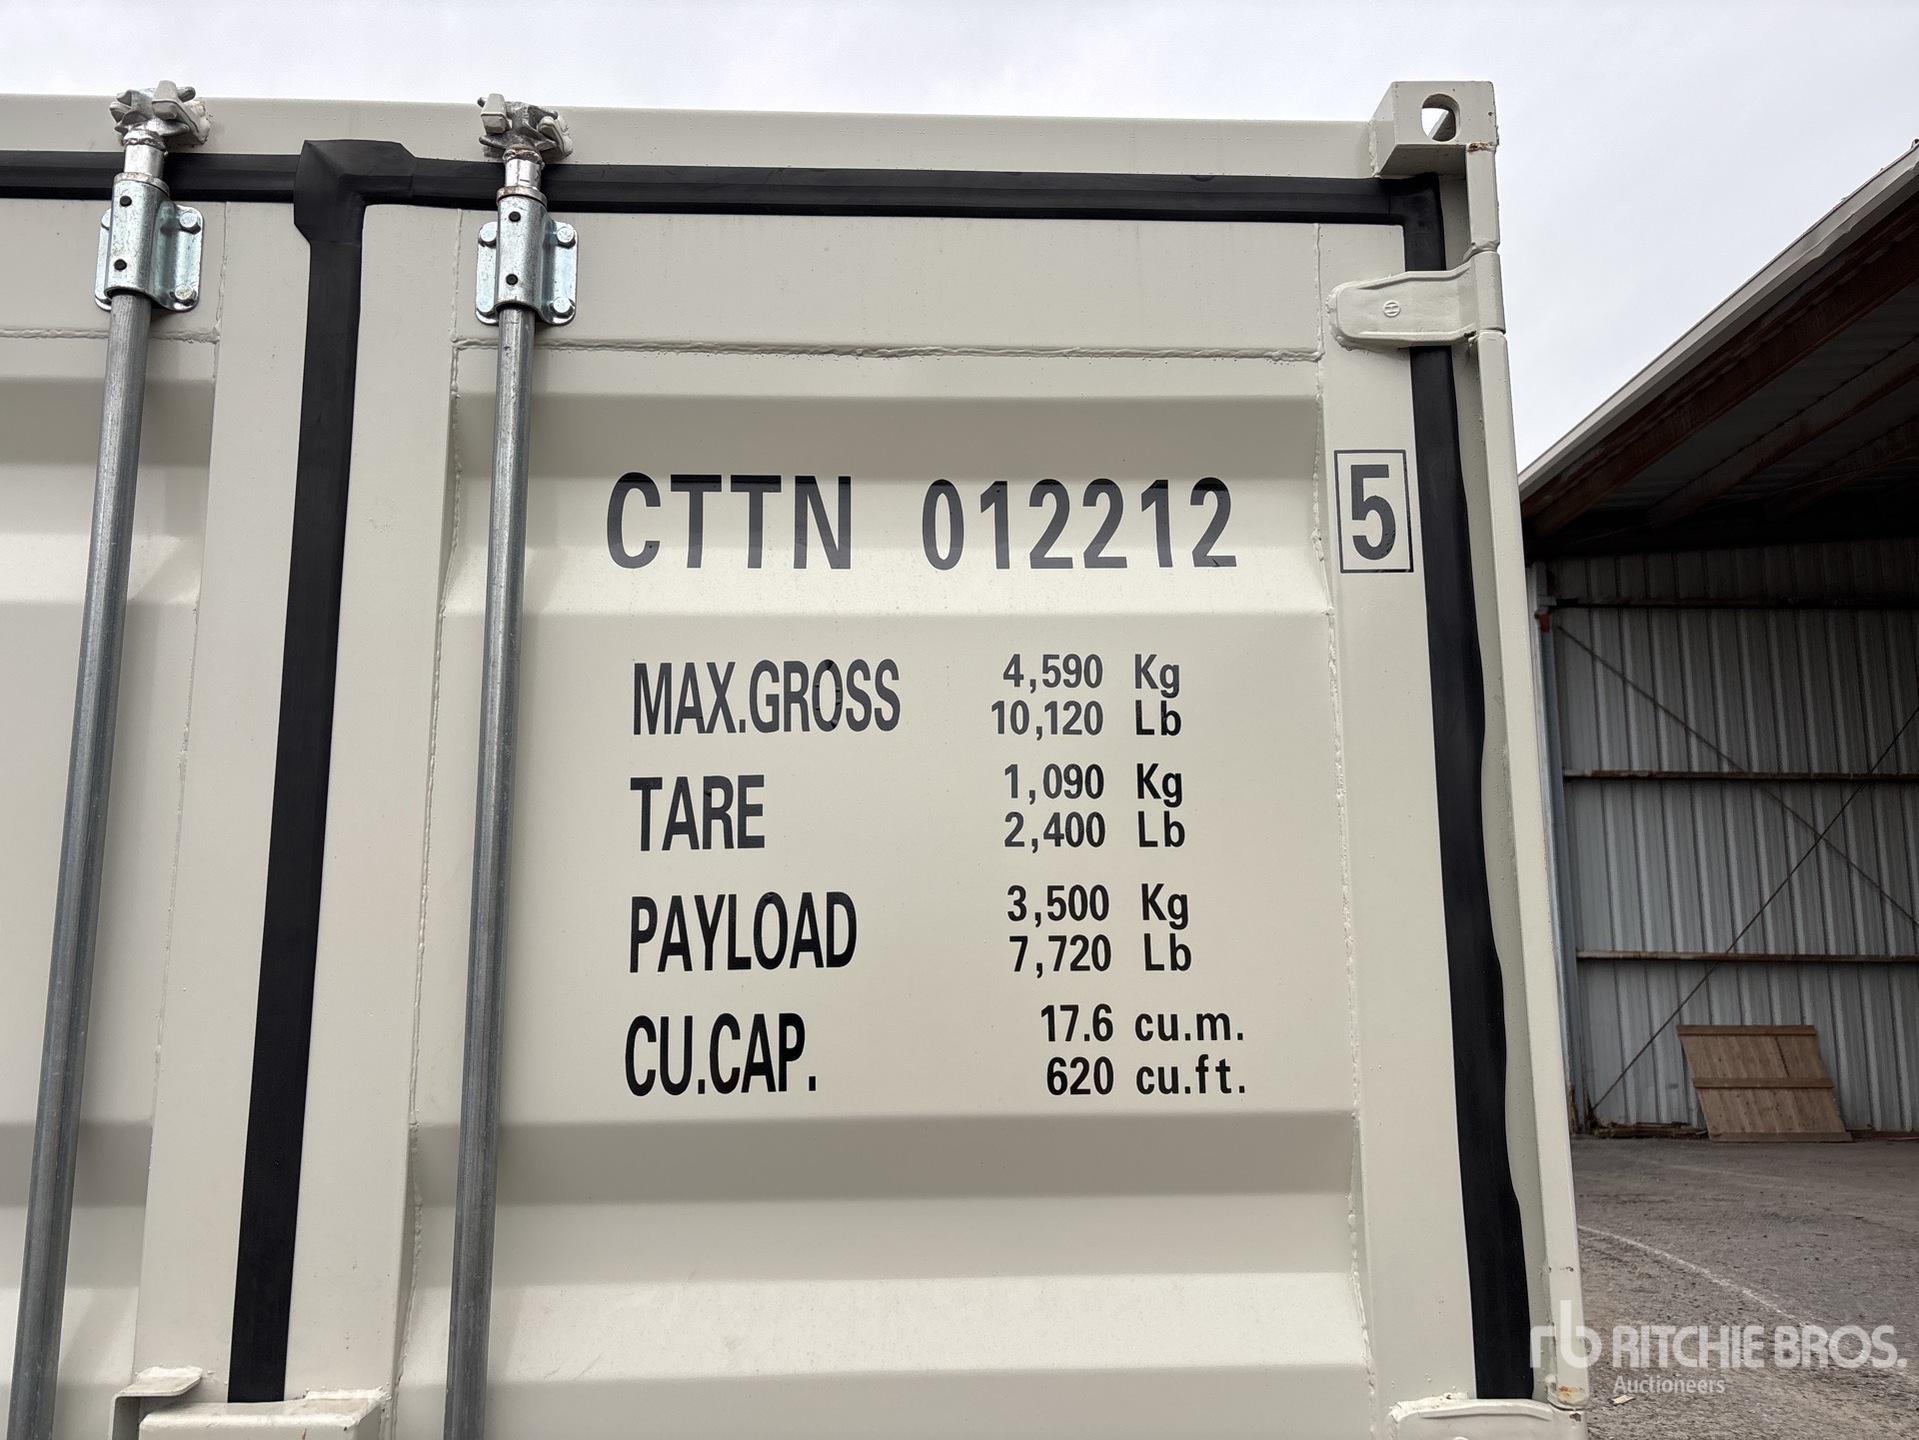 CTTN 012212 5
MAX.GROSS 4,590 Kg
10,120 Lb
TARE 1,090 Kg
2,400 Lb
PAYLOAD 3,500 Kg
7,720 Lb
CU.CAP. 17.6 cu.m.
620 cu.ft.
rb RITCHIE BROS.
Auctioneers